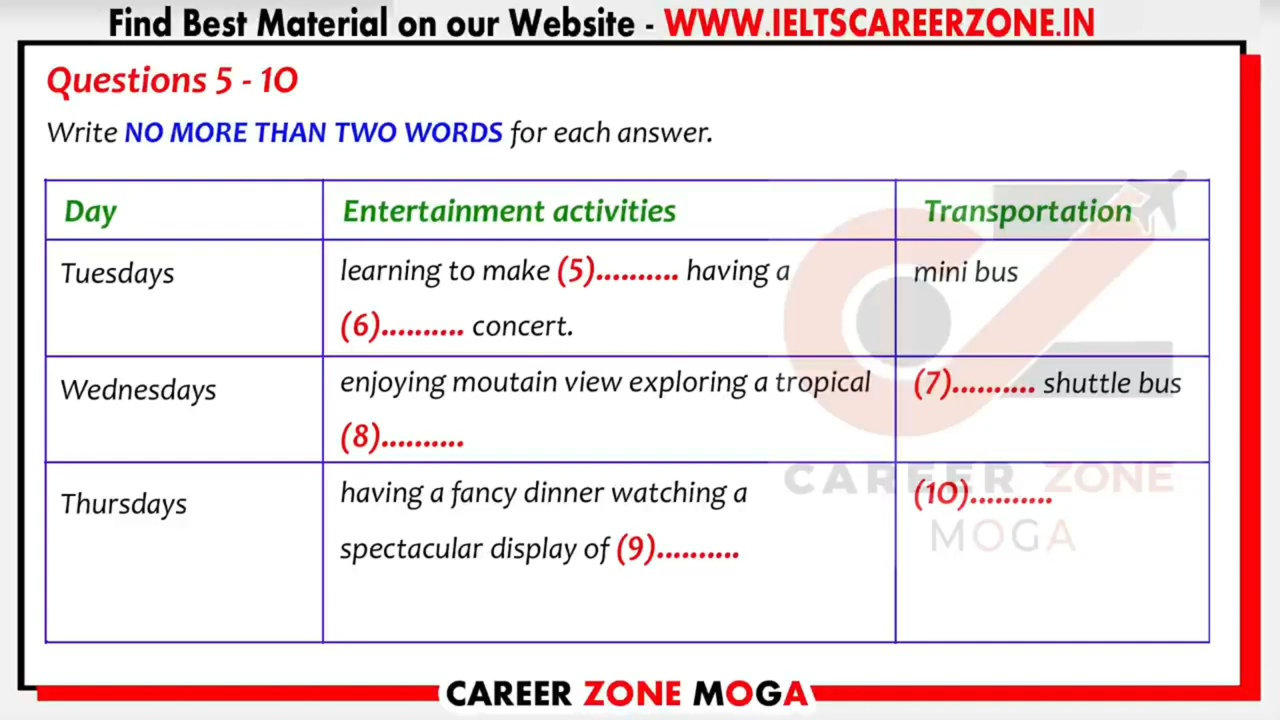 Find Best Material on our Website - WWW.IELTSCAREERZONE.IN
Questions 5 - 10
Write NO MORE THAN TWO WORDS for each answer.
Day Entertainment activities Transportation
Tuesdays learning to make (5).......... having a mini bus
(6).......... concert.
Wednesdays enjoying moutain view exploring a tropical (7).......... shuttle bus
(8)..........
CAREER ZONE
Thursdays having a fancy dinner watching a (10)..........
MOGA
spectacular display of (9)..........
CAREER ZONE MOGA